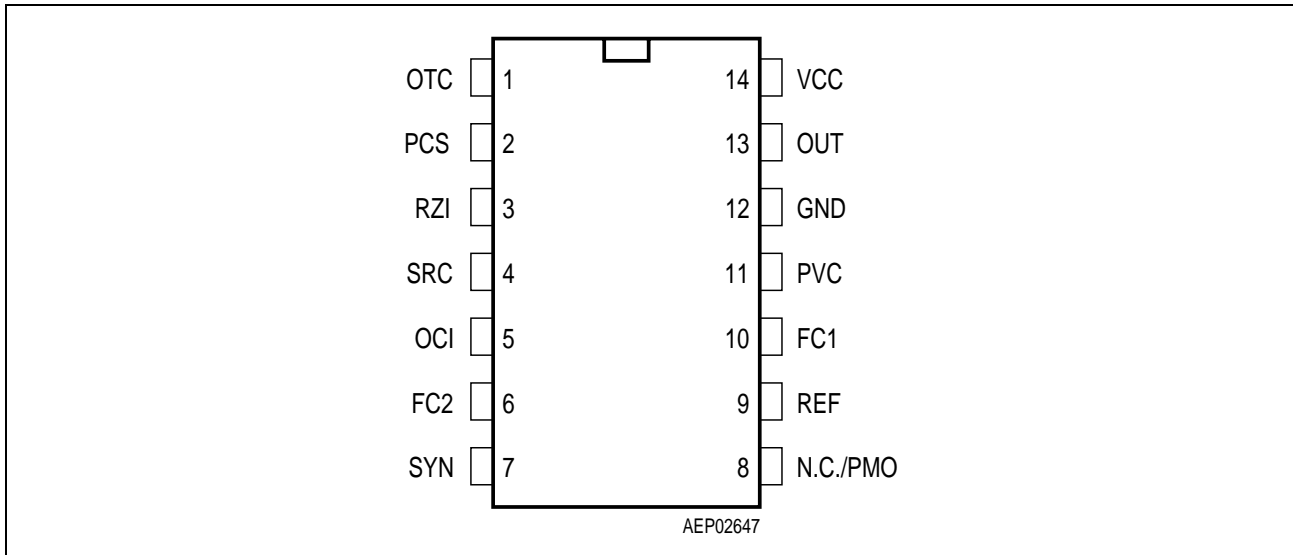 OTC 1 14 VCC
PCS 2 13 OUT
RZI 3 12 GND
SRC 4 11 PVC
OCI 5 10 FC1
FC2 6 9 REF
SYN 7 8 N.C./PMO
AEP02647